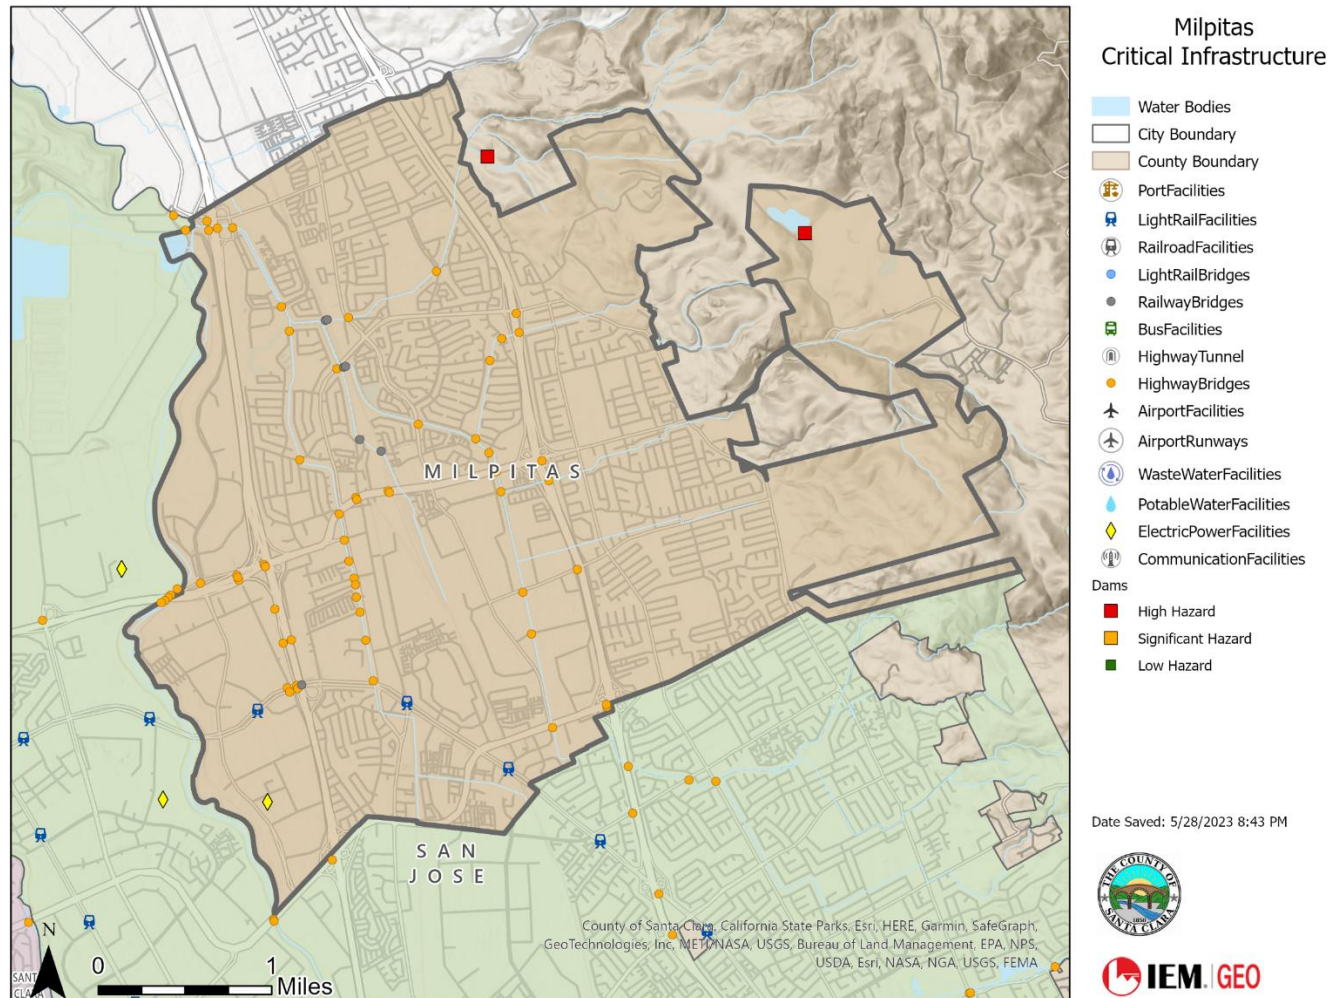 Milpitas
Critical Infrastructure
Water Bodies
City Boundary
County Boundary
PortFacilities
LightRailFacilities
RailroadFacilities
LightRailBridges
RailwayBridges
BusFacilities
HighwayTunnel
HighwayBridges
AirportFacilities
AirportRunways
WasteWaterFacilities
PotableWaterFacilities
ElectricPowerFacilities
CommunicationFacilities
Dams
High Hazard
Significant Hazard
Low Hazard
Date Saved: 5/28/2023 8:43 PM
THE COUNTY OF
SANTA CLARA
1850
IEM. GEO
MILPITAS
SAN
JOSE
SANTA
CLARA
N
0 1
Miles
County of Santa Clara, California State Parks, Esri, HERE, Garmin, SafeGraph,
GeoTechnologies, Inc, METI/NASA, USGS, Bureau of Land Management, EPA, NPS,
USDA, Esri, NASA, NGA, USGS, FEMA